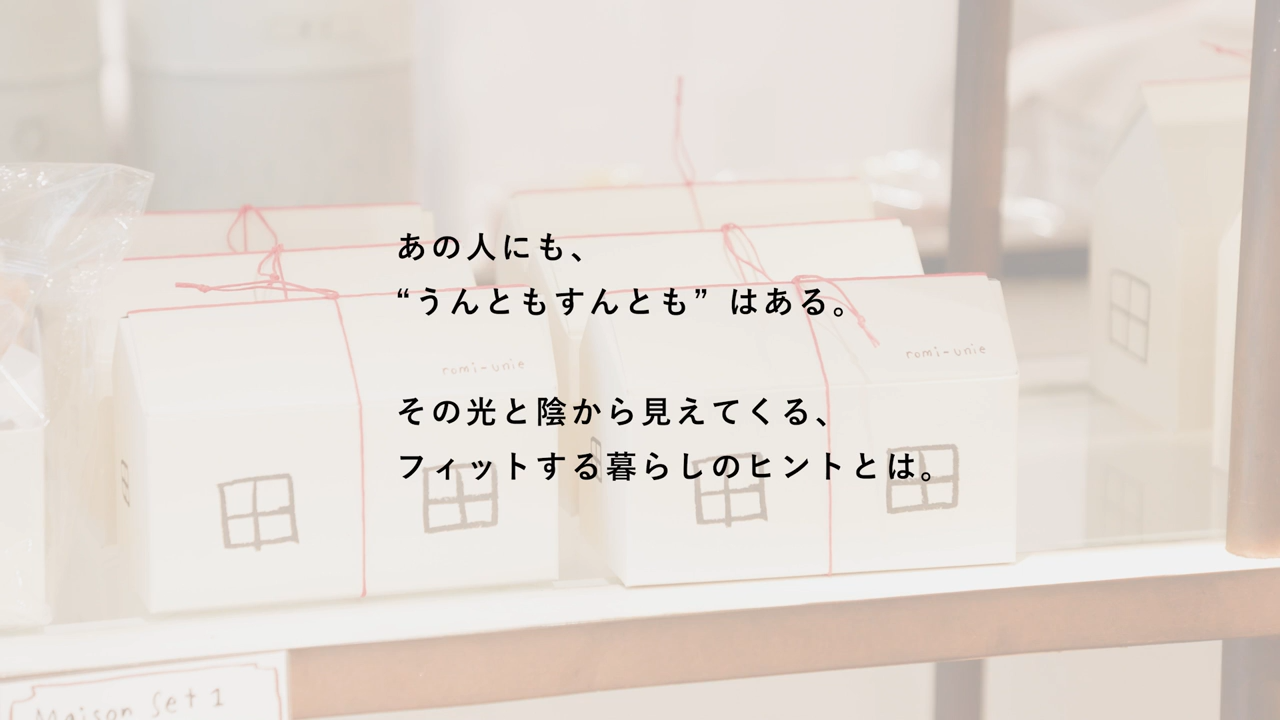 あの人にも、
“うんともすんとも” はある。
その光と陰から見えてくる、
フィットする暮らしのヒントとは。
romi-unie
romi-unie
Maison Set 1